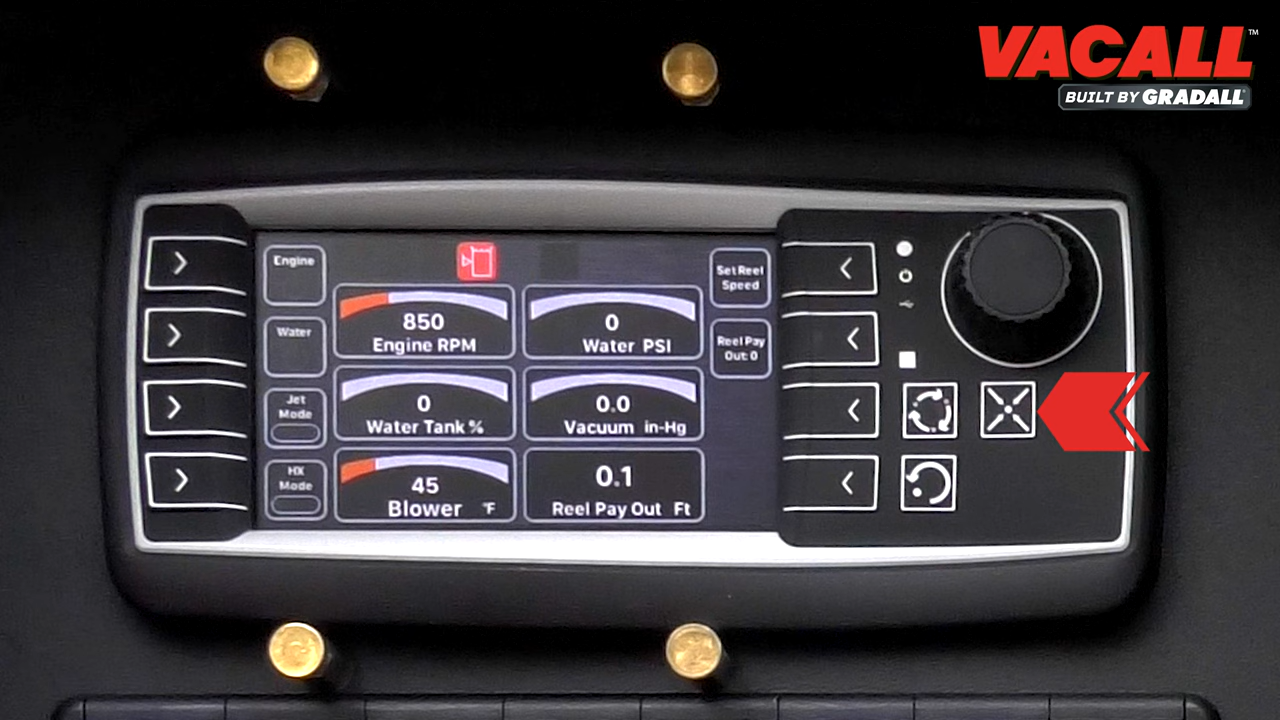 VACALL™
BUILT BY GRADALL
Engine
Set Reel
Speed
850
Engine RPM
0
Water PSI
Water
Reel Pay
Out: 0
0
Water Tank %
0.0
Vacuum in-Hg
Jet
Mode
HX
Mode
45
Blower °F
0.1
Reel Pay Out Ft